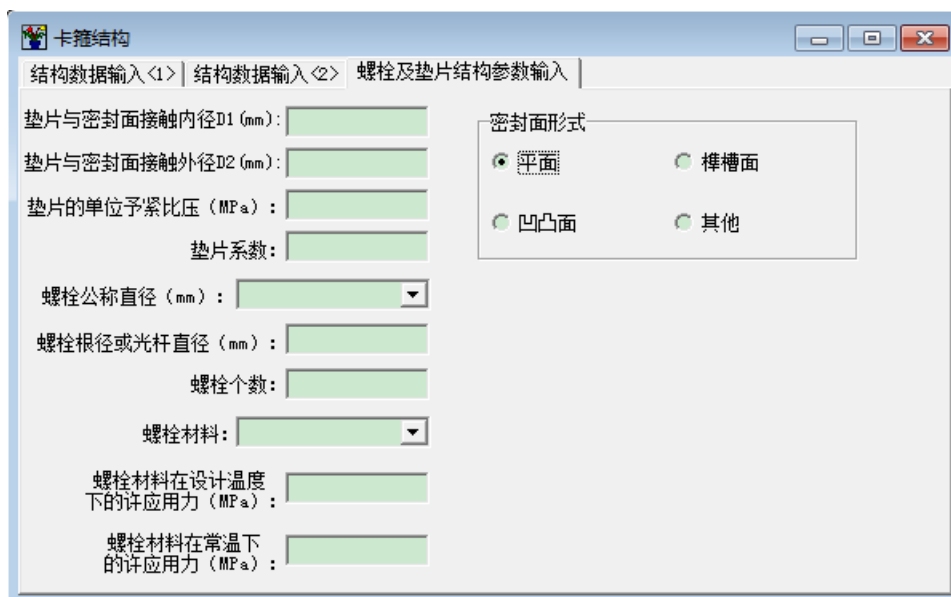 卡箍结构
结构数据输入<1> 结构数据输入<2> 螺栓及垫片结构参数输入
垫片与密封面接触内径D1(mm):
垫片与密封面接触外径D2(mm):
垫片的单位予紧比压(MPa):
垫片系数:
螺栓公称直径(mm):
螺栓根径或光杆直径(mm):
螺栓个数:
螺栓材料:
螺栓材料在设计温度
下的许应用力(MPa):
螺栓材料在常温下
的许应用力(MPa):
密封面形式
平面 榫槽面
凹凸面 其他